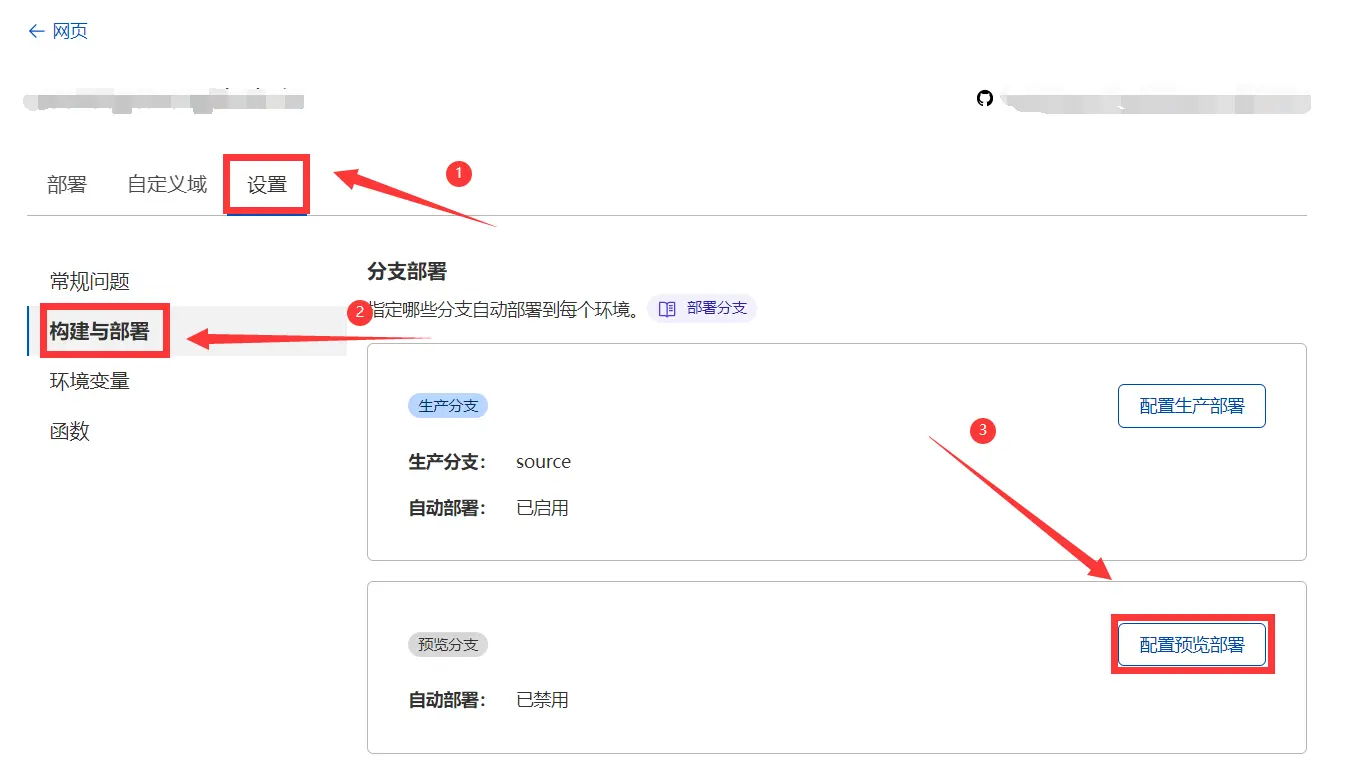 ← 网页
部署 自定义域 设置
1
常规问题
构建与部署
环境变量
函数
分支部署
2
指定哪些分支自动部署到每个环境。 部署分支
生产分支 配置生产部署
3
生产分支： source
自动部署： 已启用
预览分支 配置预览部署
自动部署： 已禁用